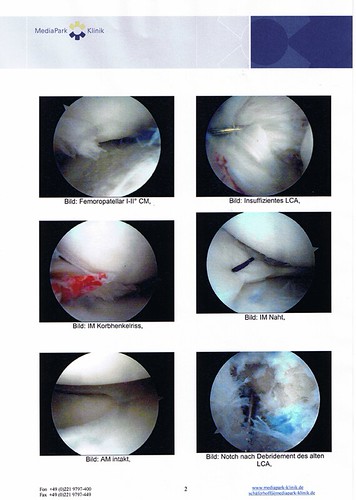 MediaPark Klinik
Bild: Femoropatellar I-II° CM,
Bild: Insuffizientes LCA,
Bild: IM Korbhenkelriss,
Bild: IM Naht,
Bild: AM intakt,
Bild: Notch nach Debridement des alten
LCA,
Fon +49 (0)221 9797-400
Fax +49 (0)221 9797-449
2
www.mediapark-klinik.de